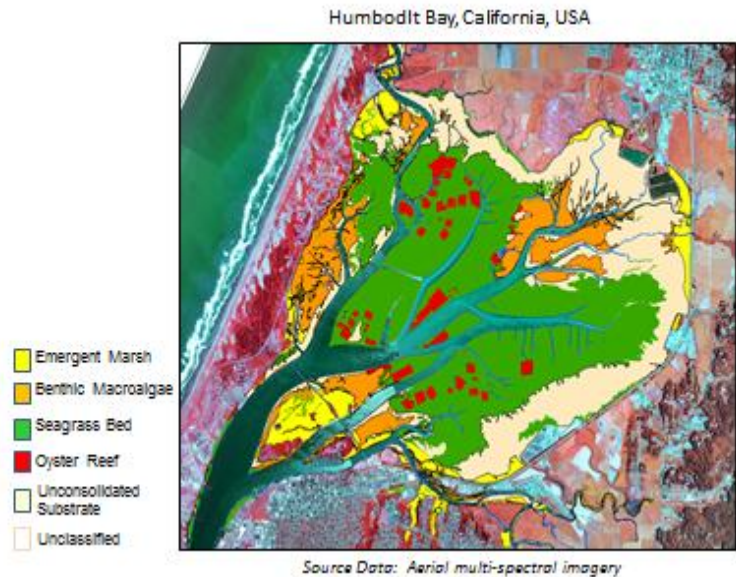 Humbodlt Bay, California, USA
Emergent Marsh
Benthic Macroalgae
Seagrass Bed
Oyster Reef
Unconsolidated
Substrate
Unclassified
Source Data: Aerial multi-spectral imagery